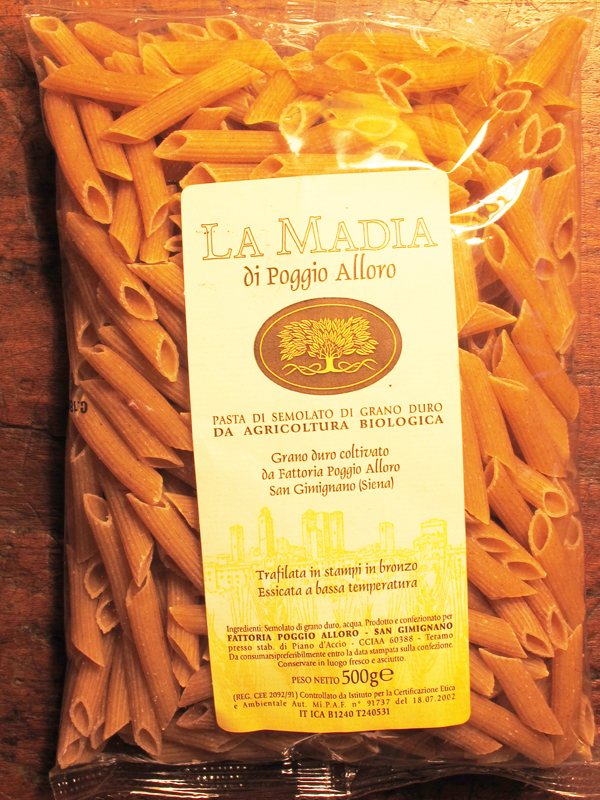 LA MADIA
di Poggio Alloro
PASTA DI SEMOLATO DI GRANO DURO
DA AGRICOLTURA BIOLOGICA
Grano duro coltivato
da Fattoria Poggio Alloro
San Gimignano (Siena)
Trafilata in stampi in bronzo
Essicata a bassa temperatura
Ingredienti: Semolato di grano duro, acqua. Prodotto e confezionato per
FATTORIA POGGIO ALLORO - SAN GIMIGNANO
presso stab. di Piano d'Accio - CCIAA 60388 - Teramo
Da consumarsipreferibilmente entro la data stampata sulla confezione.
Conservare in luogo fresco e asciutto.
PESO NETTO 500g℮
(REG. CEE 2092/91) Controllato da Istituto per la Certificazione Etica
e Ambientale Aut. Mi.P.A.F. n° 91737 del 18.07.2002
IT ICA B1240 T240531